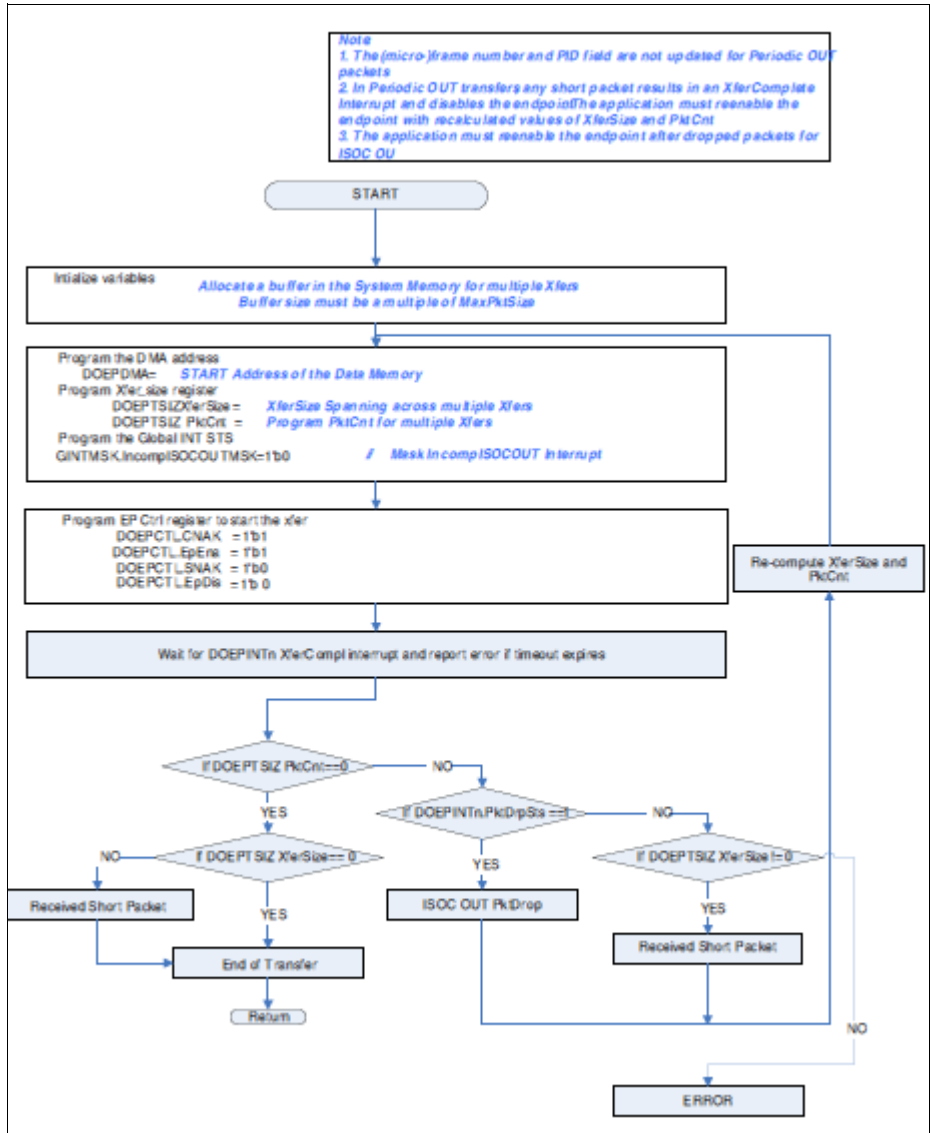 Note
1. The(micro-)frame number and PID field are not updated for Periodic OUT
packets
2. In Periodic OUT transfers any short packet results in an XferComplete
Interrupt and disables the endpointThe application must reenable the
endpoint with recalculated values of XferSize and PktCnt
3. The application must reenable the endpoint after dropped packets for
ISOC OU
START
Intialize variables
Allocate a buffer in the System Memory for multiple Xfers
Buffer size must be a multiple of MaxPktSize
Program the DMA address
DOEPDMA= START Address of the Data Memory
Program Xfer_size register
DOEPTSIZXferSize = XferSize Spanning across multiple Xfers
DOEPTSIZ PktCnt = Program PktCnt for multiple Xfers
Program the Global INT STS
GINTMSK.IncompISOCOUTMSK=1'b0 // Mask IncompISOCOUT Interrupt
Program EP Ctrl register to start the xfer
DOEPCTL.CNAK =1'b1
DOEPCTL.EpEna =1'b1
DOEPCTL.SNAK =1'b0
DOEPCTL.EpDis =1'b 0
Re-compute XferSize and
PktCnt
Wait for DOEPINTn XferCompl interrupt and report error if timeout expires
If DOEPTSIZ PktCnt==0
NO
YES
If DOEPINTn.PktDrpSts ==1
NO
NO
If DOEPTSIZ XferSize== 0
YES
If DOEPTSIZ XferSize !=0
Received Short Packet
YES
ISOC OUT PktDrop
YES
End of Transfer
Received Short Packet
Return
NO
ERROR